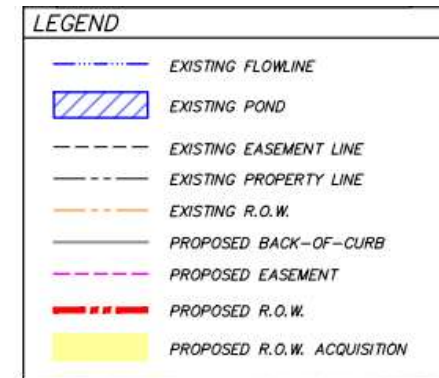 LEGEND
EXISTING FLOWLINE
EXISTING POND
EXISTING EASEMENT LINE
EXISTING PROPERTY LINE
EXISTING R.O.W.
PROPOSED BACK-OF-CURB
PROPOSED EASEMENT
PROPOSED R.O.W.
PROPOSED R.O.W. ACQUISITION